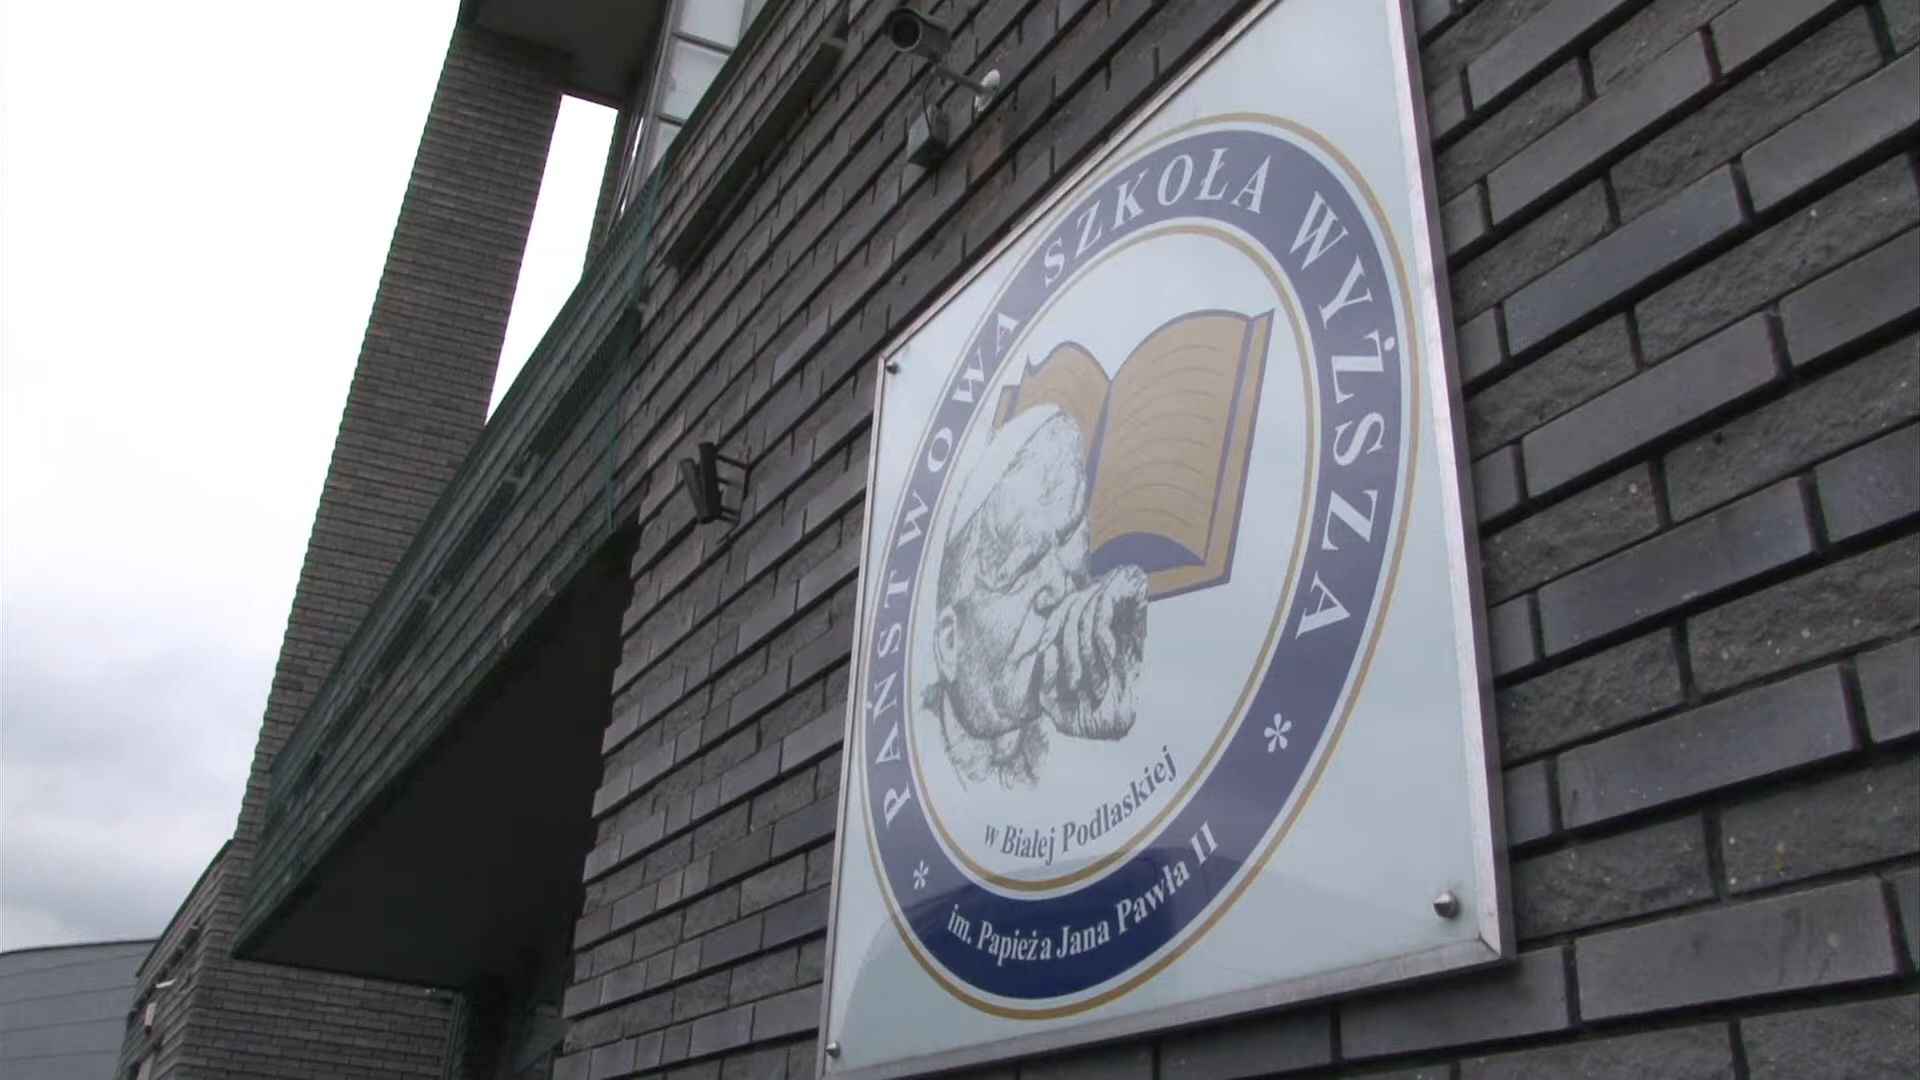 PAŃSTWOWA SZKOŁA WYŻSZA
w Białej Podlaskiej
* im. Papieża Jana Pawła II *